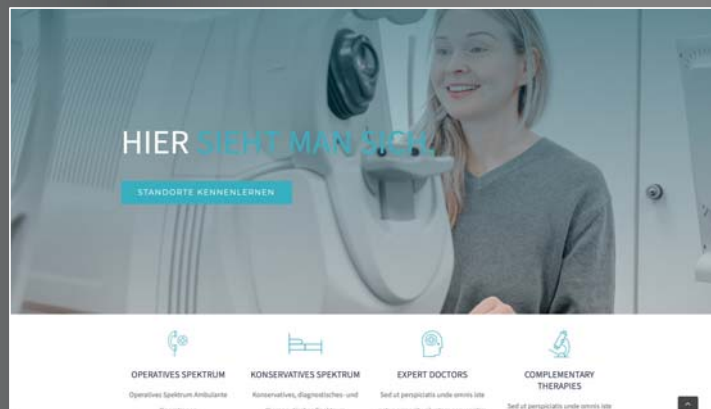 HIER SIEHT MAN SICH.
STANDORTE KENNENLERNEN
OPERATIVES SPEKTRUM
Operatives Spektrum Ambulante
KONSERVATIVES SPEKTRUM
Konservatives, diagnostisches- und
EXPERT DOCTORS
Sed ut perspiciatis unde omnis iste
COMPLEMENTARY
THERAPIES
Sed ut perspiciatis unde omnis iste